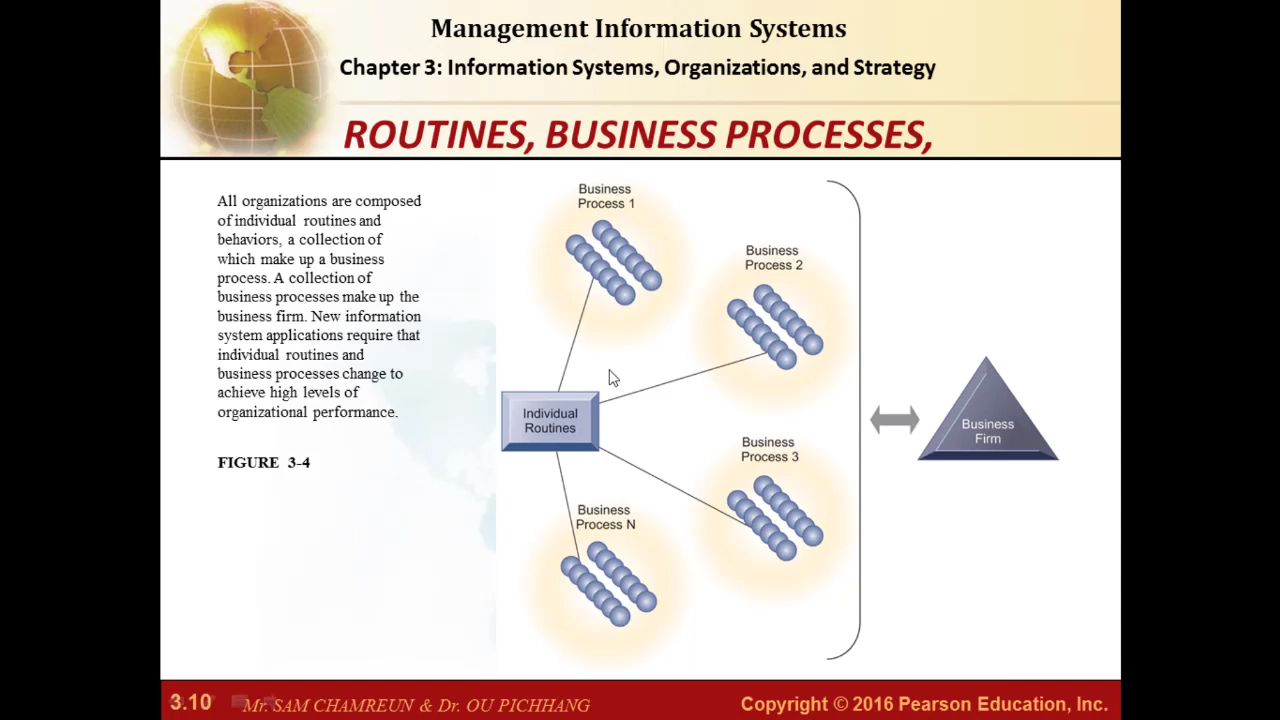 Management Information Systems
Chapter 3: Information Systems, Organizations, and Strategy
ROUTINES, BUSINESS PROCESSES,
All organizations are composed
of individual routines and
behaviors, a collection of
which make up a business
process. A collection of
business processes make up the
business firm. New information
system applications require that
individual routines and
business processes change to
achieve high levels of
organizational performance.
FIGURE 3-4
Business
Process 1
Business
Process 2
Individual
Routines
Business
Process 3
Business
Process N
Business
Firm
3.10
Mr. SAM CHAMREUN & Dr. OU PICHHANG
Copyright © 2016 Pearson Education, Inc.